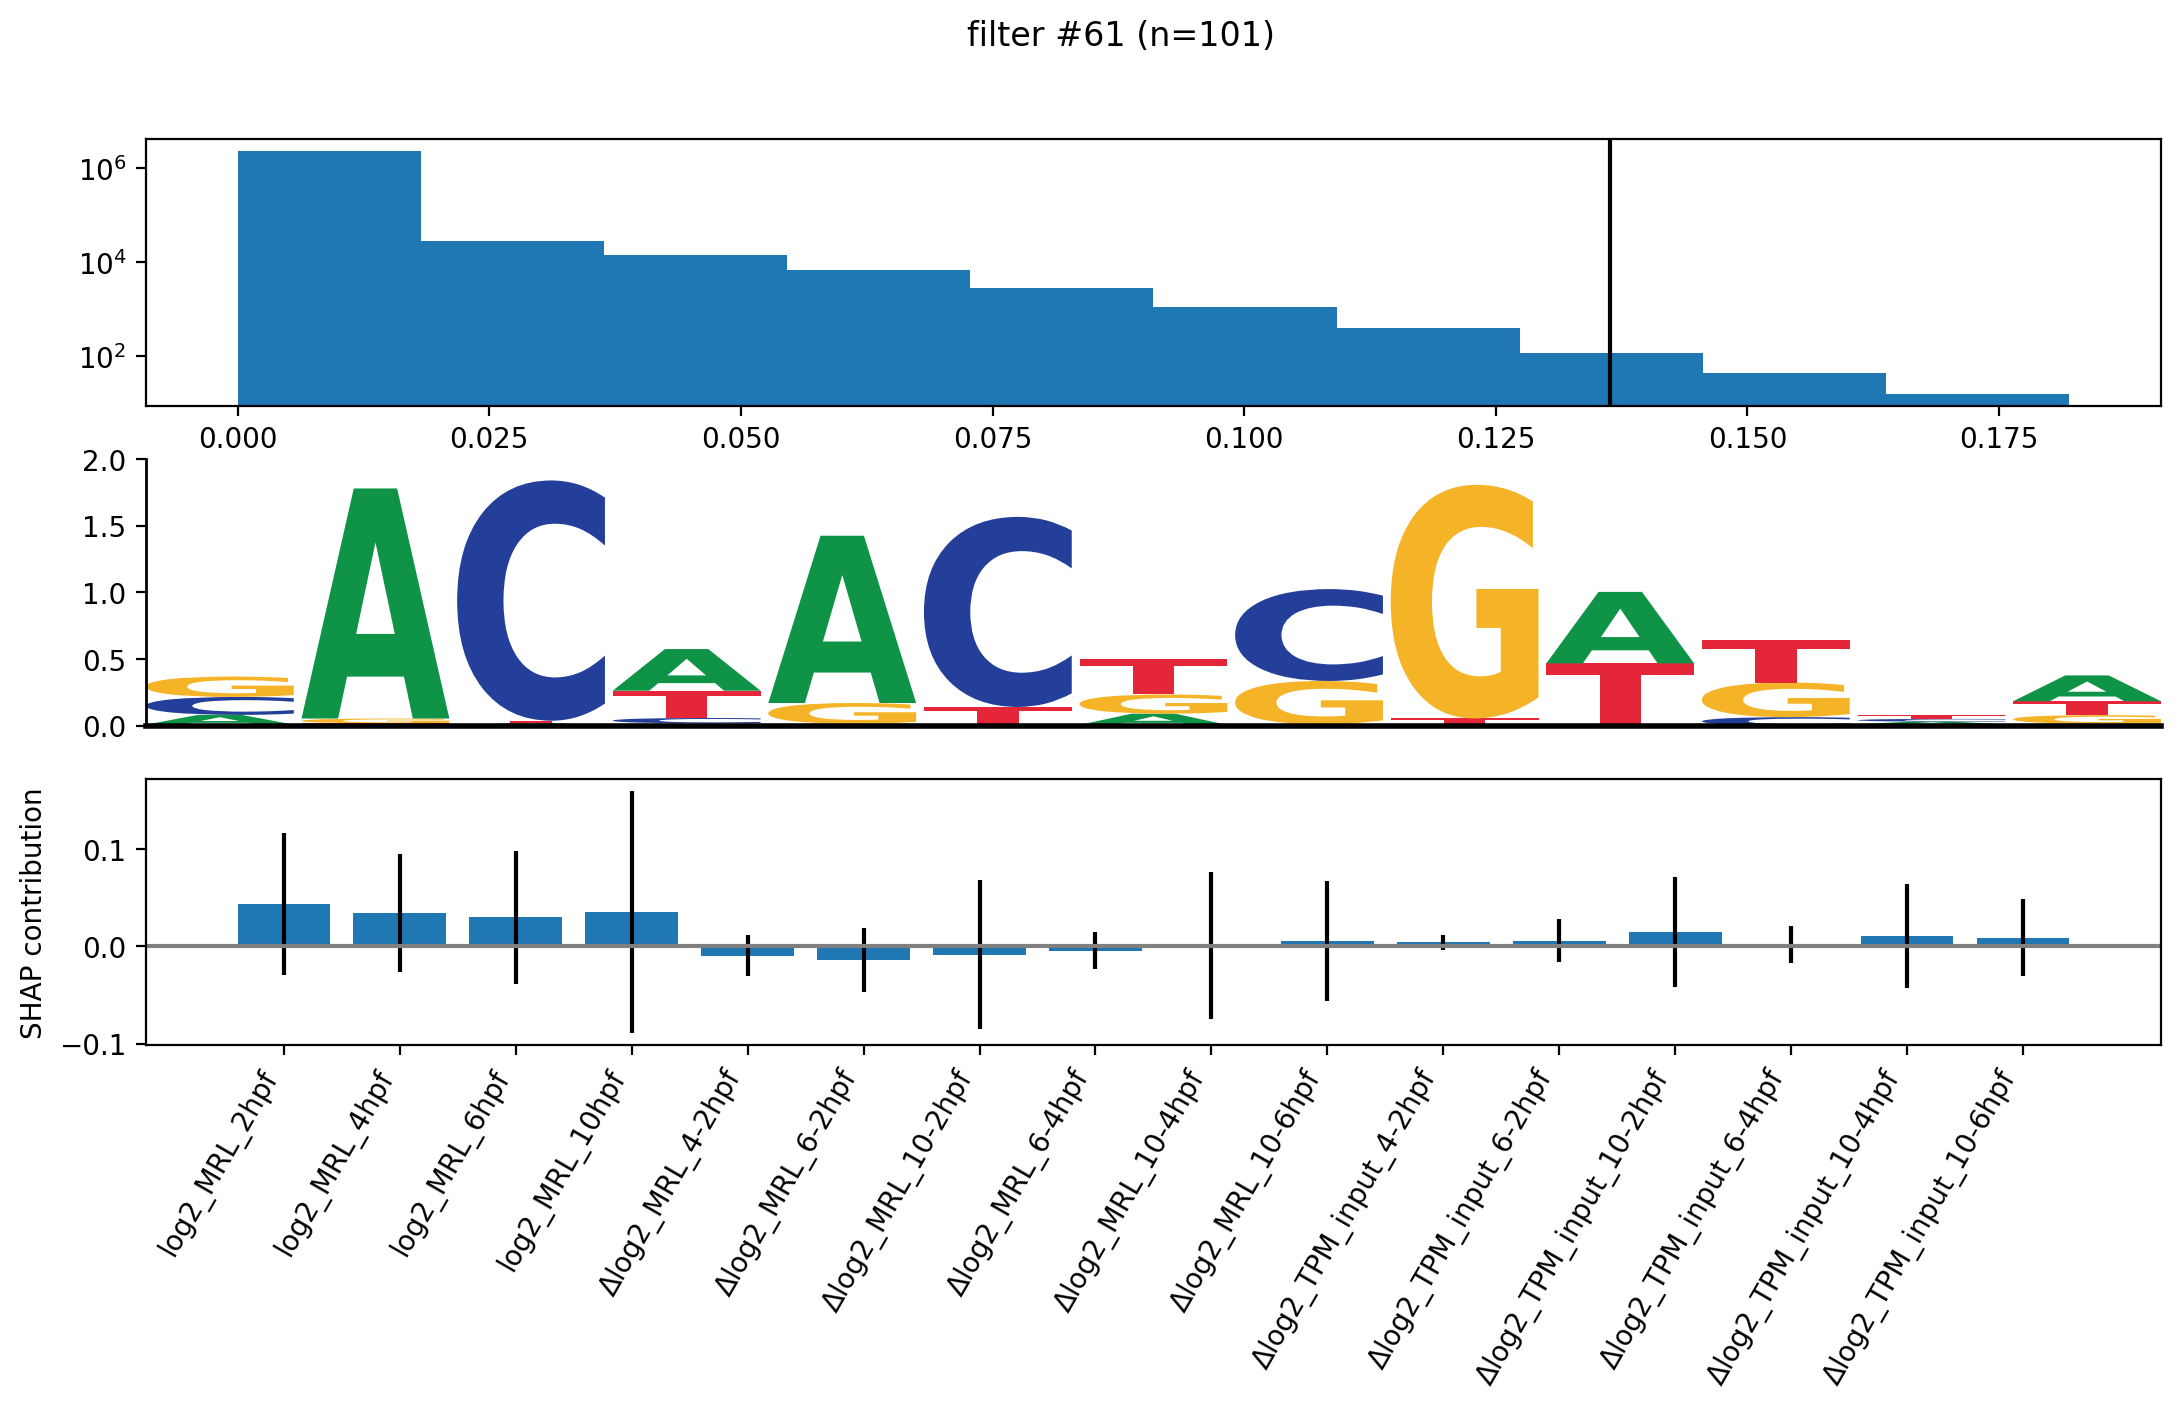 filter #61 (n=101)
10^6
10^4
10^2
0.000 0.025 0.050 0.075 0.100 0.125 0.150 0.175
2.0
1.5
1.0
0.5
0.0
G C A
A G
C T
A T C
A G
C T
T G A
C G
G T
A T
T G C
T C A
A T G
SHAP contribution
0.1
0.0
−0.1
log2_MRL_2hpf
log2_MRL_4hpf
log2_MRL_6hpf
log2_MRL_10hpf
Δlog2_MRL_4-2hpf
Δlog2_MRL_6-2hpf
Δlog2_MRL_10-2hpf
Δlog2_MRL_6-4hpf
Δlog2_MRL_10-4hpf
Δlog2_MRL_10-6hpf
Δlog2_TPM_input_4-2hpf
Δlog2_TPM_input_6-2hpf
Δlog2_TPM_input_10-2hpf
Δlog2_TPM_input_6-4hpf
Δlog2_TPM_input_10-4hpf
Δlog2_TPM_input_10-6hpf